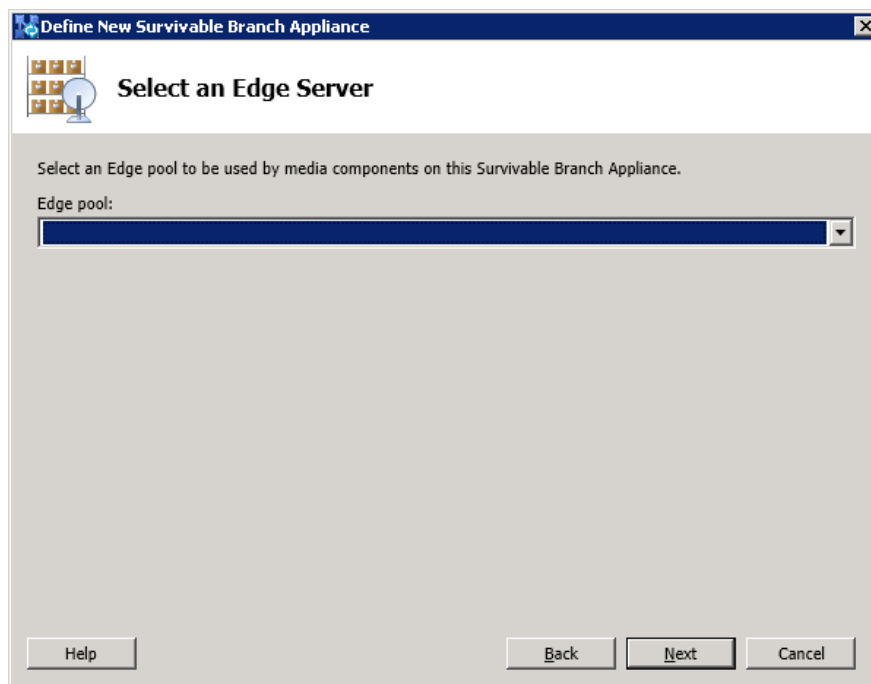 Define New Survivable Branch Appliance
Select an Edge Server
Select an Edge pool to be used by media components on this Survivable Branch Appliance.
Edge pool:
Help Back Next Cancel